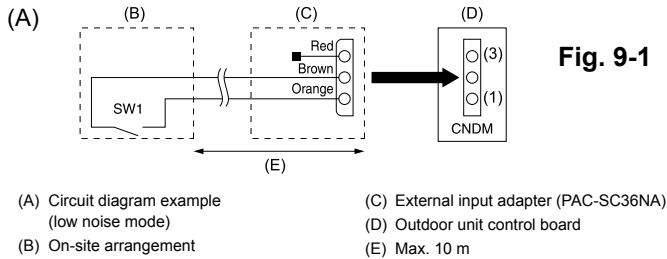 (A)
(B)
(C)
(D)
Fig. 9-1
Red
Brown
Orange
SW1
(3)
(1)
CNDM
(E)
(A) Circuit diagram example
(low noise mode)
(B) On-site arrangement
(C) External input adapter (PAC-SC36NA)
(D) Outdoor unit control board
(E) Max. 10 m